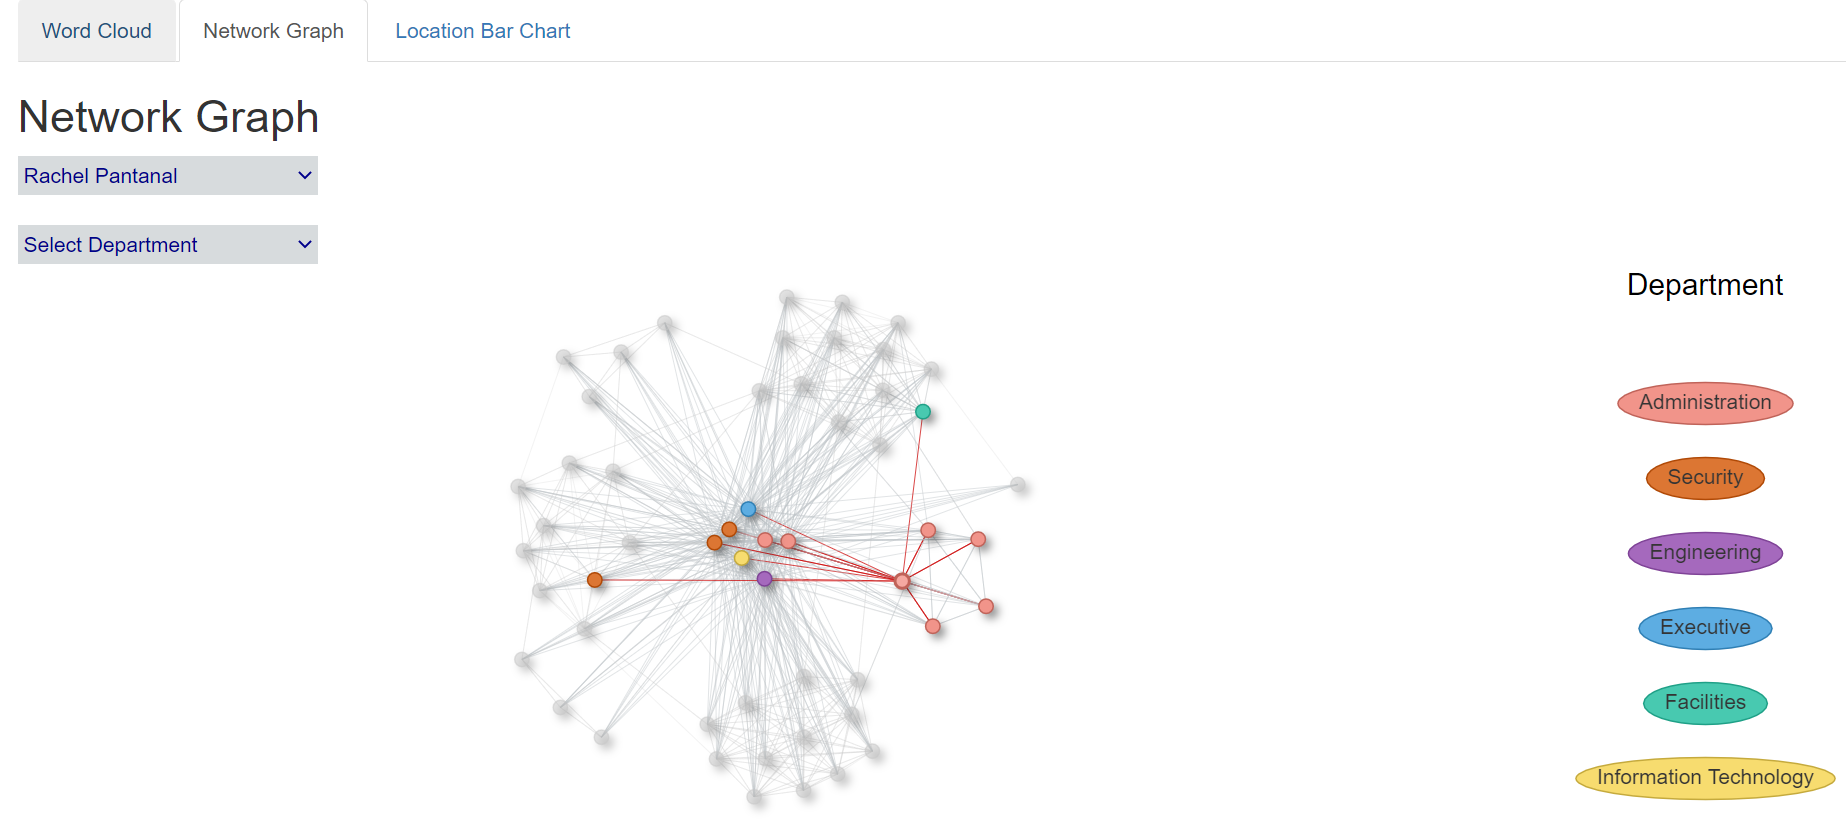 Word Cloud
Network Graph
Location Bar Chart
Network Graph
Rachel Pantanal
Select Department
Department
Administration
Security
Engineering
Executive
Facilities
Information Technology